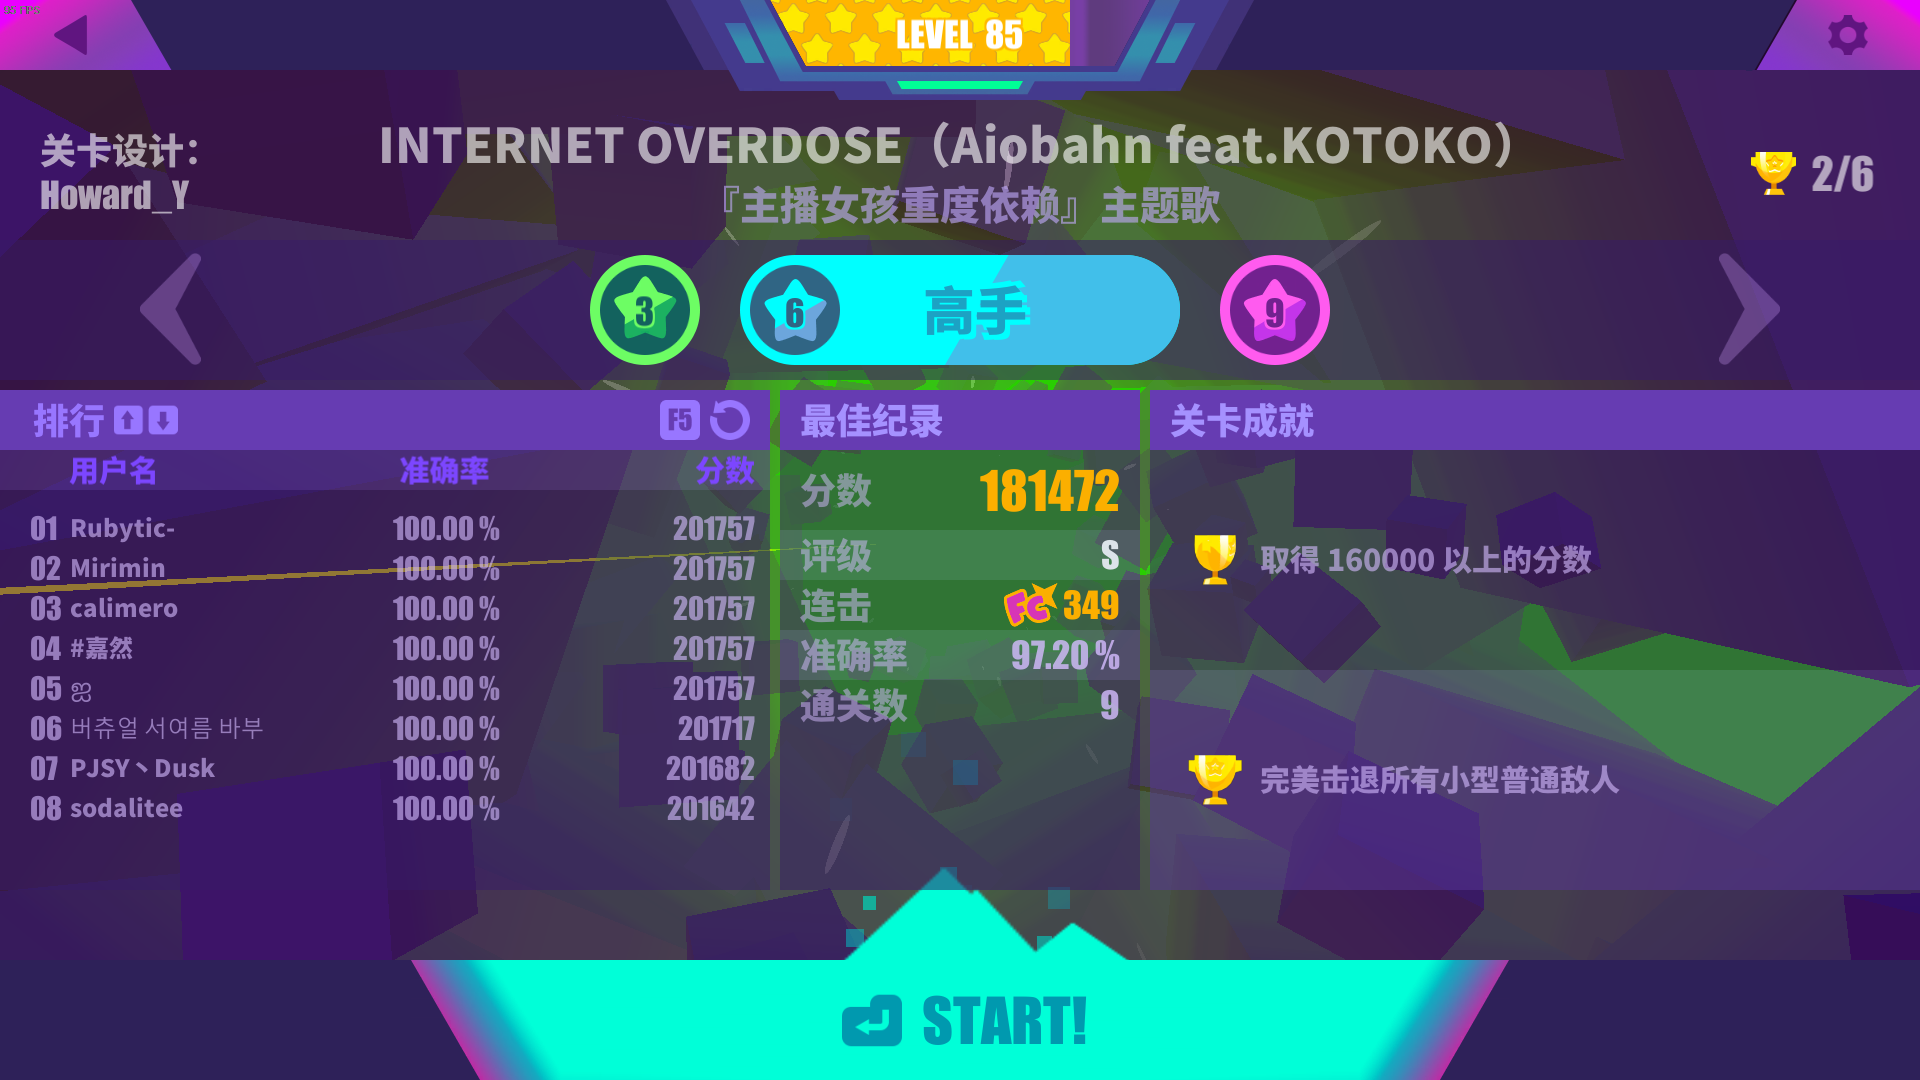 LEVEL 85
关卡设计：
Howard_Y
INTERNET OVERDOSE（Aiobahn feat.KOTOKO）
『主播女孩重度依赖』主题歌
2/6
3
6
高手
9
排行
F5
用户名 准确率 分数
01 Rubytic- 100.00 % 201757
02 Mirimin 100.00 % 201757
03 calimero 100.00 % 201757
04 #嘉然 100.00 % 201757
05 ஐ 100.00 % 201757
06 버츄얼 서여름 바부 100.00 % 201717
07 PJSY丶Dusk 100.00 % 201682
08 sodalitee 100.00 % 201642
最佳纪录
分数 181472
评级 S
连击 FC 349
准确率 97.20 %
通关数 9
关卡成就
取得 160000 以上的分数
完美击退所有小型普通敌人
START!